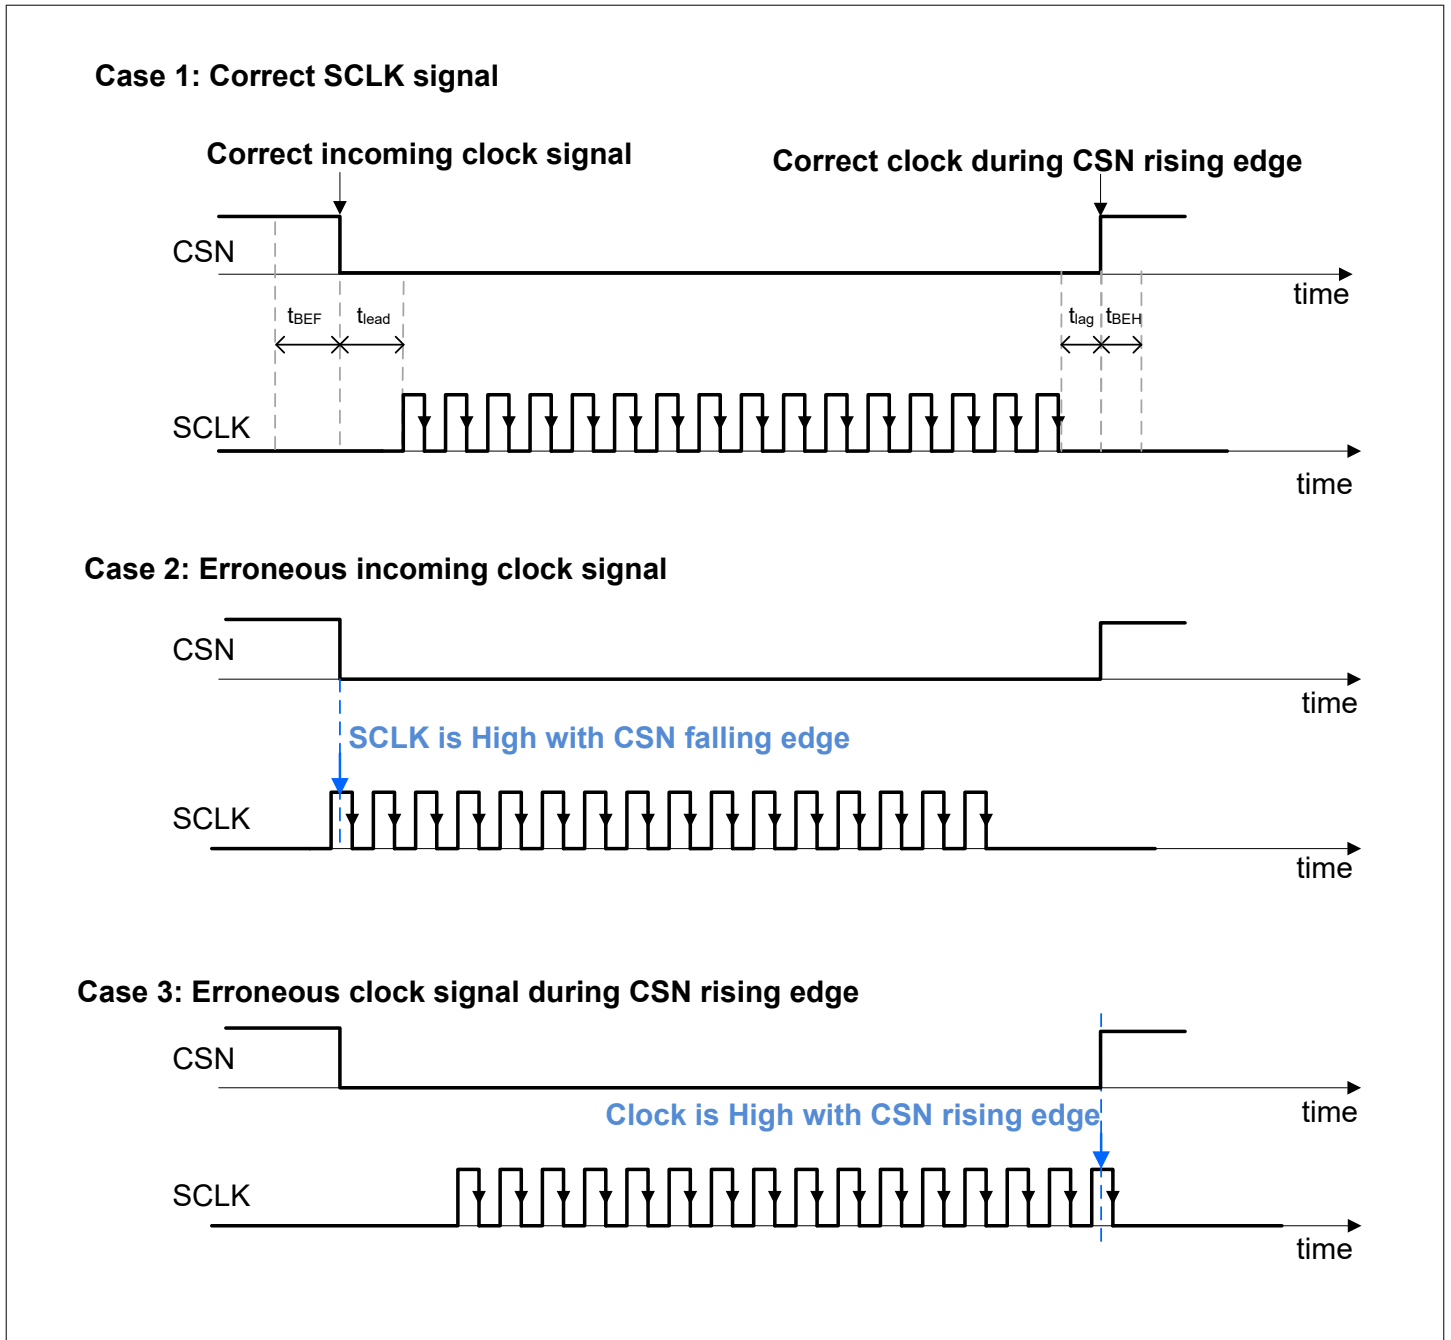 Case 1: Correct SCLK signal
Correct incoming clock signal
Correct clock during CSN rising edge
CSN
time
tBEF
tlead
tlag
tBEH
SCLK
time
Case 2: Erroneous incoming clock signal
CSN
time
SCLK is High with CSN falling edge
SCLK
time
Case 3: Erroneous clock signal during CSN rising edge
CSN
time
Clock is High with CSN rising edge
SCLK
time